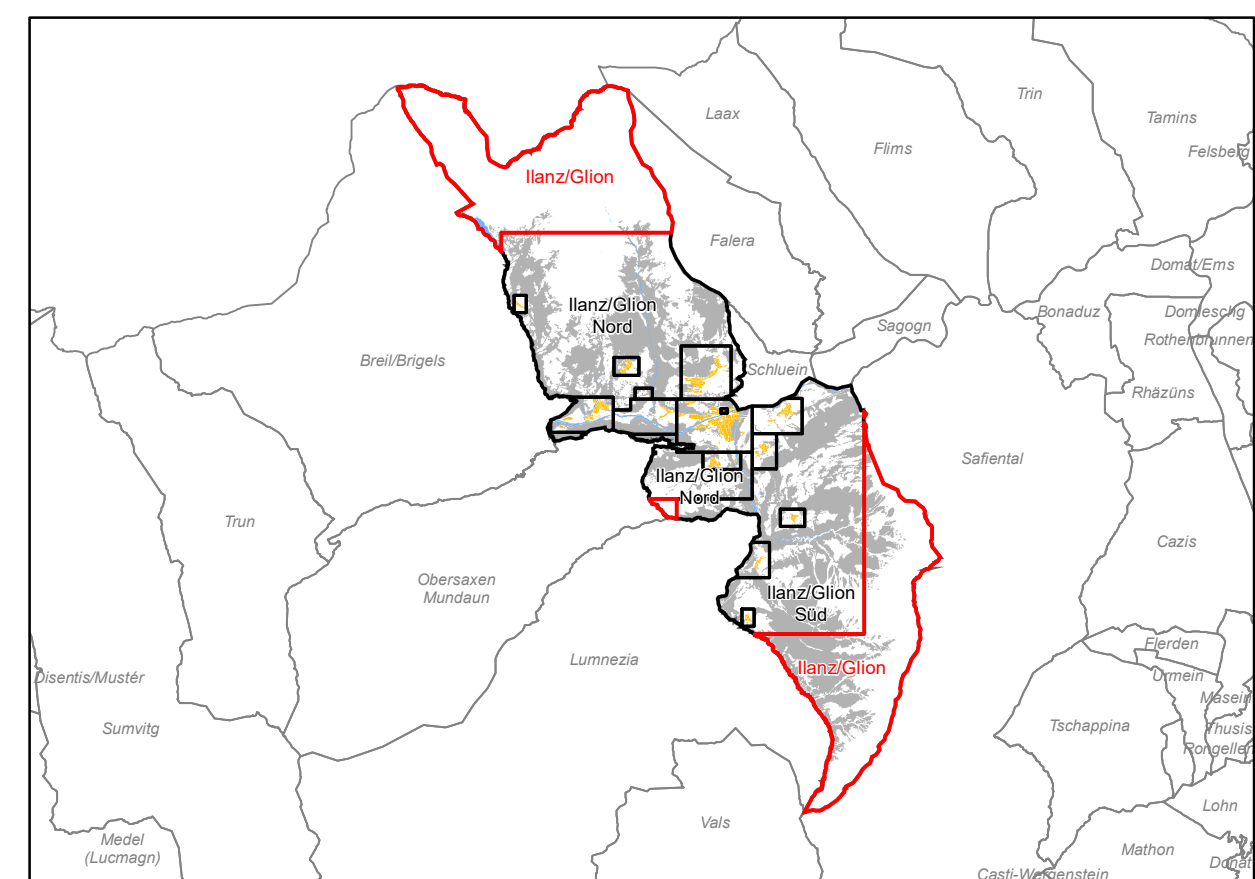 Trin
Laax
Tamins
Flims
Felsberg
Ilanz/Glion
Falera
Domat/Ems
Ilanz/Glion
Nord
Bonaduz
Domleschg
Sagogn
Rothenbrunnen
Breil/Brigels
Schluein
Rhäzüns
Safiental
Ilanz/Glion
Nord
Trun
Cazis
Obersaxen
Mundaun
Ilanz/Glion
Süd
Flerden
Lumnezia
Ilanz/Glion
Urmein
Disentis/Mustér
Masein
Sumvitg
Tschappina
Thusis
Rongellen
Lohn
Vals
Medel
(Lucmagn)
Mathon
Donat
Casti-Wergenstein